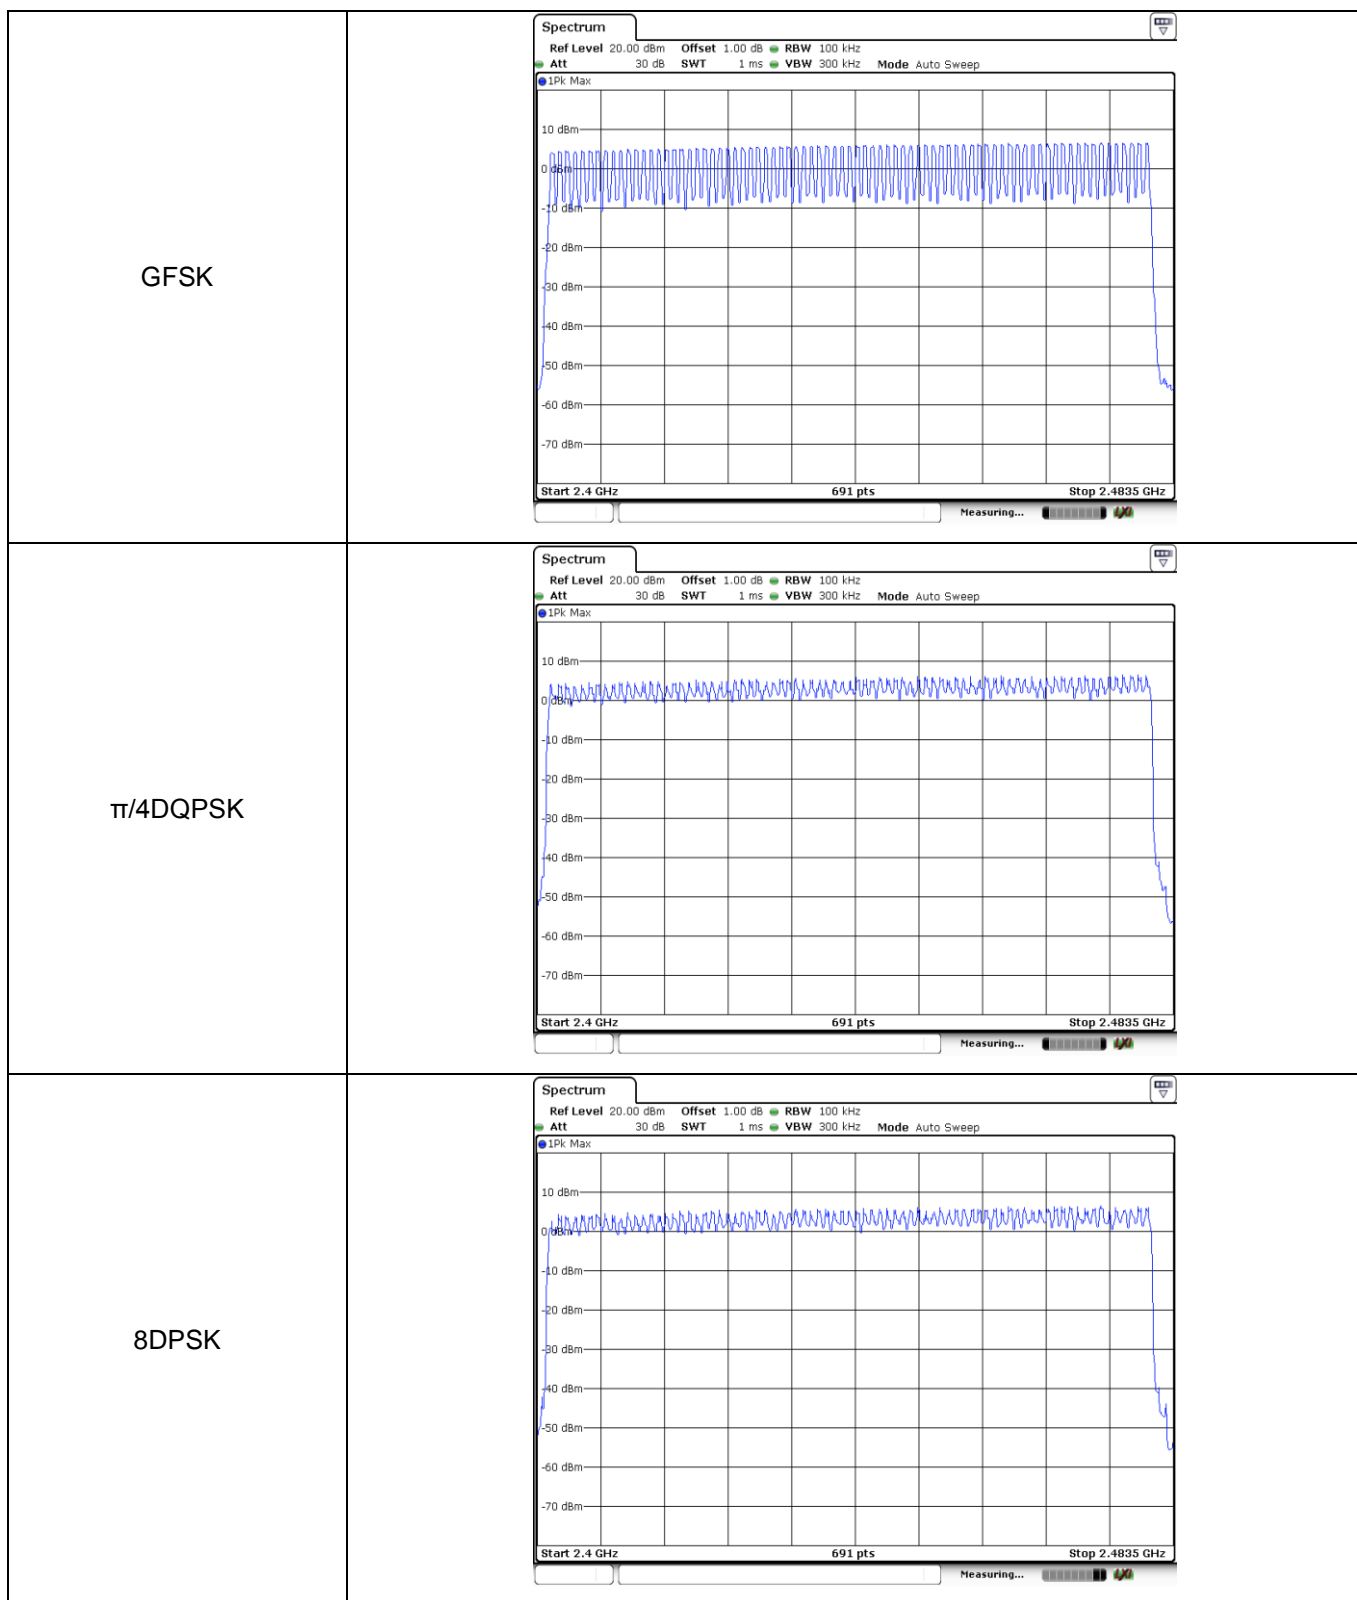 GFSK
Spectrum
Ref Level 20.00 dBm Offset 1.00 dB RBW 100 kHz
Att 30 dB SWT 1 ms VBW 300 kHz Mode Auto Sweep
1Pk Max
10 dBm
0 dBm
-10 dBm
-20 dBm
-30 dBm
-40 dBm
-50 dBm
-60 dBm
-70 dBm
Start 2.4 GHz 691 pts Stop 2.4835 GHz
Measuring...
π/4DQPSK
Spectrum
Ref Level 20.00 dBm Offset 1.00 dB RBW 100 kHz
Att 30 dB SWT 1 ms VBW 300 kHz Mode Auto Sweep
1Pk Max
10 dBm
0 dBm
-10 dBm
-20 dBm
-30 dBm
-40 dBm
-50 dBm
-60 dBm
-70 dBm
Start 2.4 GHz 691 pts Stop 2.4835 GHz
Measuring...
8DPSK
Spectrum
Ref Level 20.00 dBm Offset 1.00 dB RBW 100 kHz
Att 30 dB SWT 1 ms VBW 300 kHz Mode Auto Sweep
1Pk Max
10 dBm
0 dBm
-10 dBm
-20 dBm
-30 dBm
-40 dBm
-50 dBm
-60 dBm
-70 dBm
Start 2.4 GHz 691 pts Stop 2.4835 GHz
Measuring...